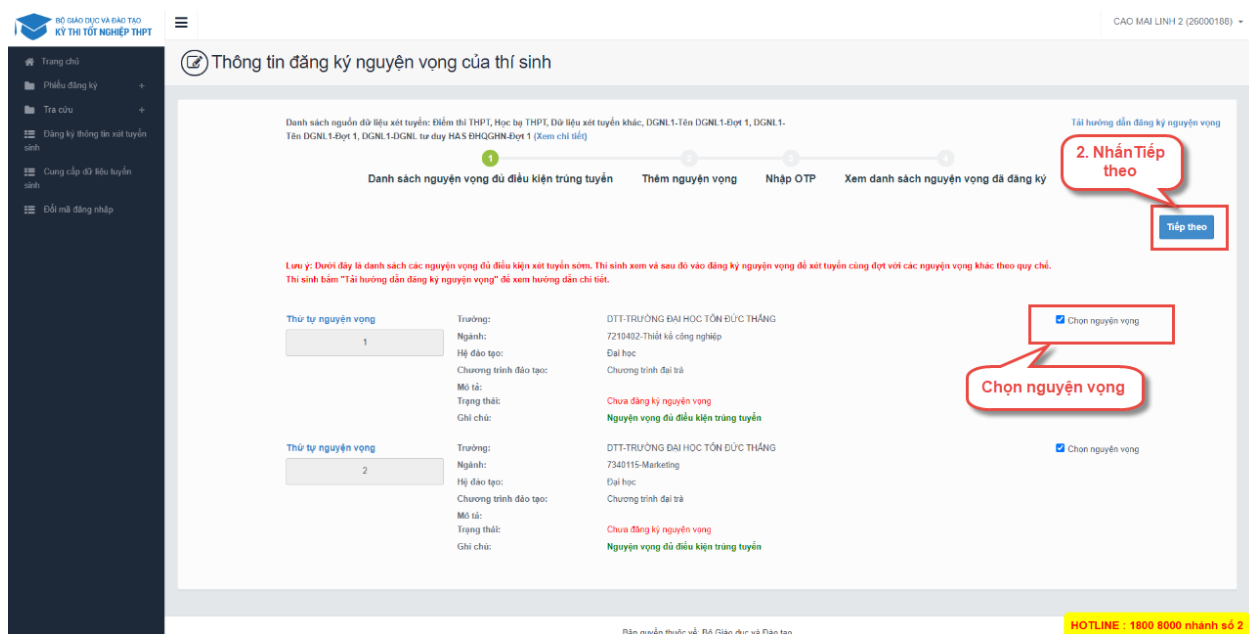 BỘ GIÁO DỤC VÀ ĐÀO TẠO
KỲ THI TỐT NGHIỆP THPT
CAO MAI LINH 2 (26000188)
Trang chủ
Phiếu đăng ký +
Tra cứu +
Đăng ký thông tin xét tuyển sinh
Cung cấp dữ liệu tuyển sinh
Đổi mã đăng nhập
Thông tin đăng ký nguyện vọng của thí sinh
Danh sách nguồn dữ liệu xét tuyển: Điểm thi THPT, Học bạ THPT, Dữ liệu xét tuyển khác, DGNL1-Tên DGNL1-Đợt 1, DGNL1-
Tên DGNL1-Đợt 1, DGNL1-DGNL tư duy HAS ĐHQGHN-Đợt 1 (Xem chi tiết)
Tải hướng dẫn đăng ký nguyện vọng
1 2 3 4
Danh sách nguyện vọng đủ điều kiện trúng tuyển Thêm nguyện vọng Nhập OTP Xem danh sách nguyện vọng đã đăng ký
2. Nhấn Tiếp
theo
Tiếp theo
Lưu ý: Dưới đây là danh sách các nguyện vọng đủ điều kiện xét tuyển sớm. Thí sinh xem và sau đó vào đăng ký nguyện vọng để xét tuyển cùng đợt với các nguyện vọng khác theo quy chế.
Thí sinh bấm "Tải hướng dẫn đăng ký nguyện vọng" để xem hướng dẫn chi tiết.
Thứ tự nguyện vọng
1
Trường: DTT-TRƯỜNG ĐẠI HỌC TÔN ĐỨC THẮNG
Ngành: 7210402-Thiết kế công nghiệp
Hệ đào tạo: Đại học
Chương trình đào tạo: Chương trình đại trà
Mô tả:
Trạng thái: Chưa đăng ký nguyện vọng
Ghi chú: Nguyện vọng đủ điều kiện trúng tuyển
Chọn nguyện vọng
Chọn nguyện vọng
Thứ tự nguyện vọng
2
Trường: DTT-TRƯỜNG ĐẠI HỌC TÔN ĐỨC THẮNG
Ngành: 7340115-Marketing
Hệ đào tạo: Đại học
Chương trình đào tạo: Chương trình đại trà
Mô tả:
Trạng thái: Chưa đăng ký nguyện vọng
Ghi chú: Nguyện vọng đủ điều kiện trúng tuyển
Chọn nguyện vọng
Bản quyền thuộc về: Bộ Giáo dục và Đào tạo
HOTLINE : 1800 8000 nhánh số 2